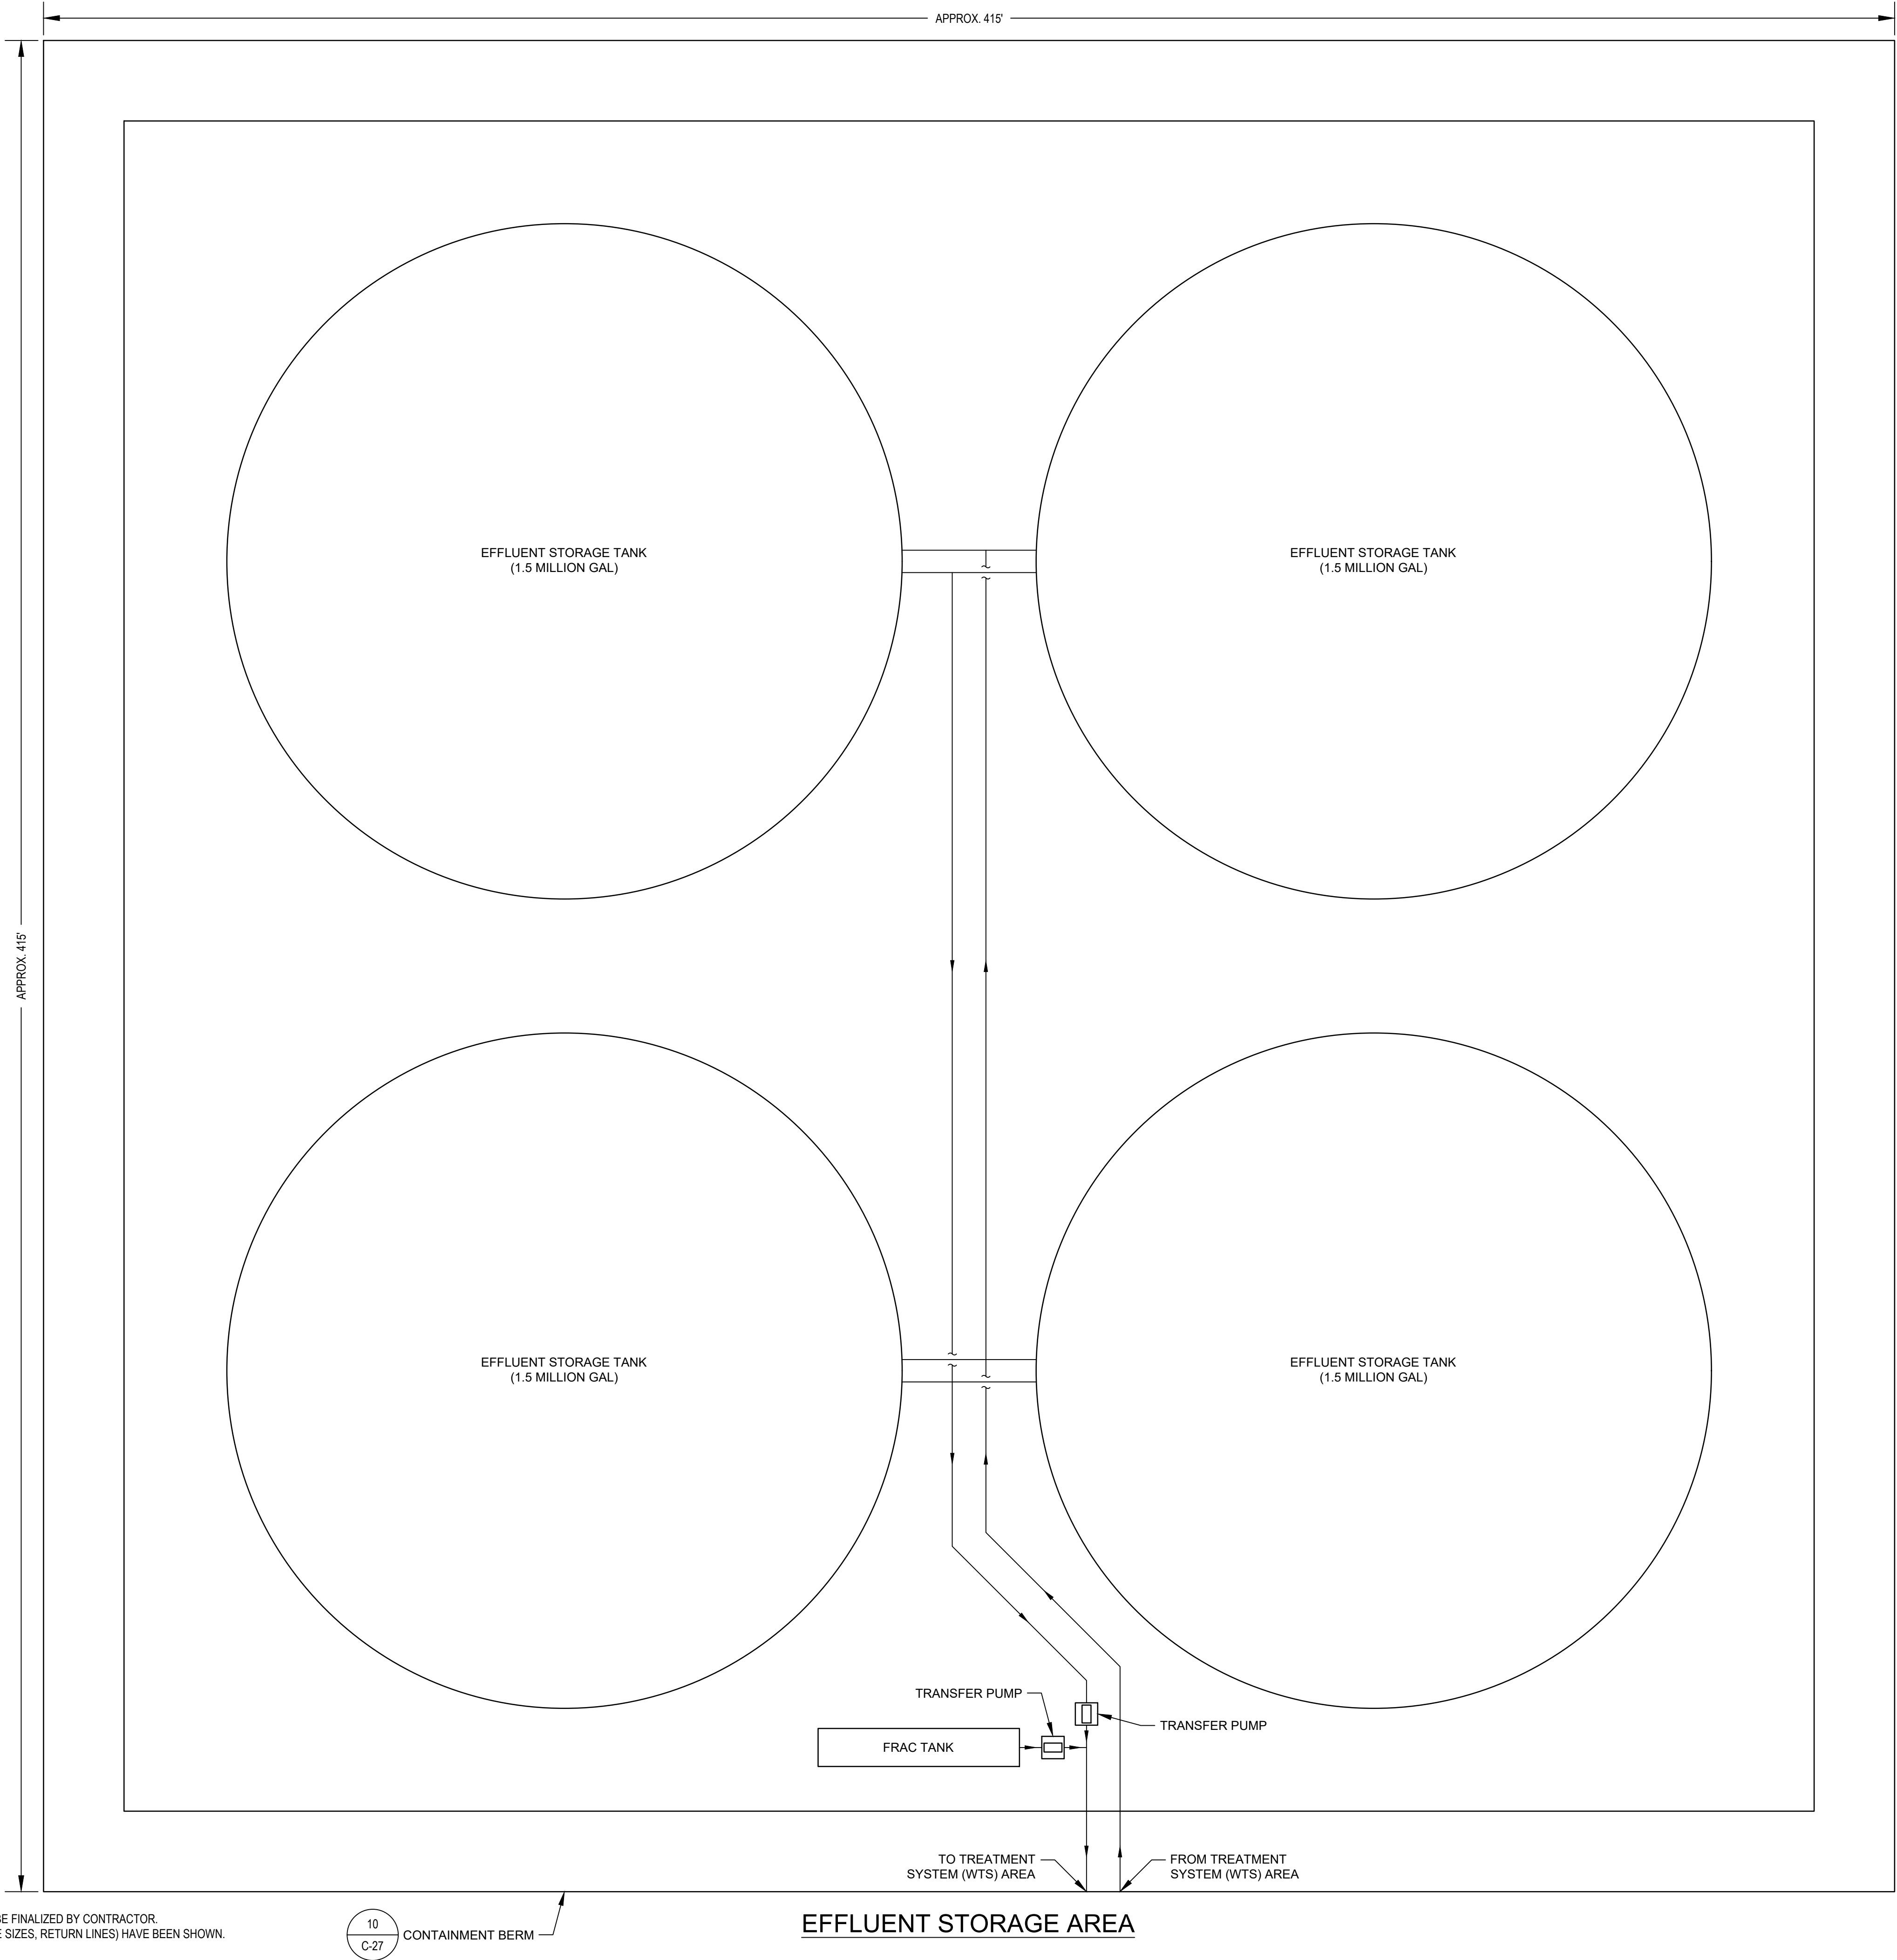 APPROX. 415'
APPROX. 415'
EFFLUENT STORAGE TANK
(1.5 MILLION GAL)
EFFLUENT STORAGE TANK
(1.5 MILLION GAL)
EFFLUENT STORAGE TANK
(1.5 MILLION GAL)
EFFLUENT STORAGE TANK
(1.5 MILLION GAL)
TRANSFER PUMP
TRANSFER PUMP
FRAC TANK
TO TREATMENT
SYSTEM (WTS) AREA
FROM TREATMENT
SYSTEM (WTS) AREA
BE FINALIZED BY CONTRACTOR.
SIZES, RETURN LINES) HAVE BEEN SHOWN.
10
C-27
CONTAINMENT BERM
EFFLUENT STORAGE AREA